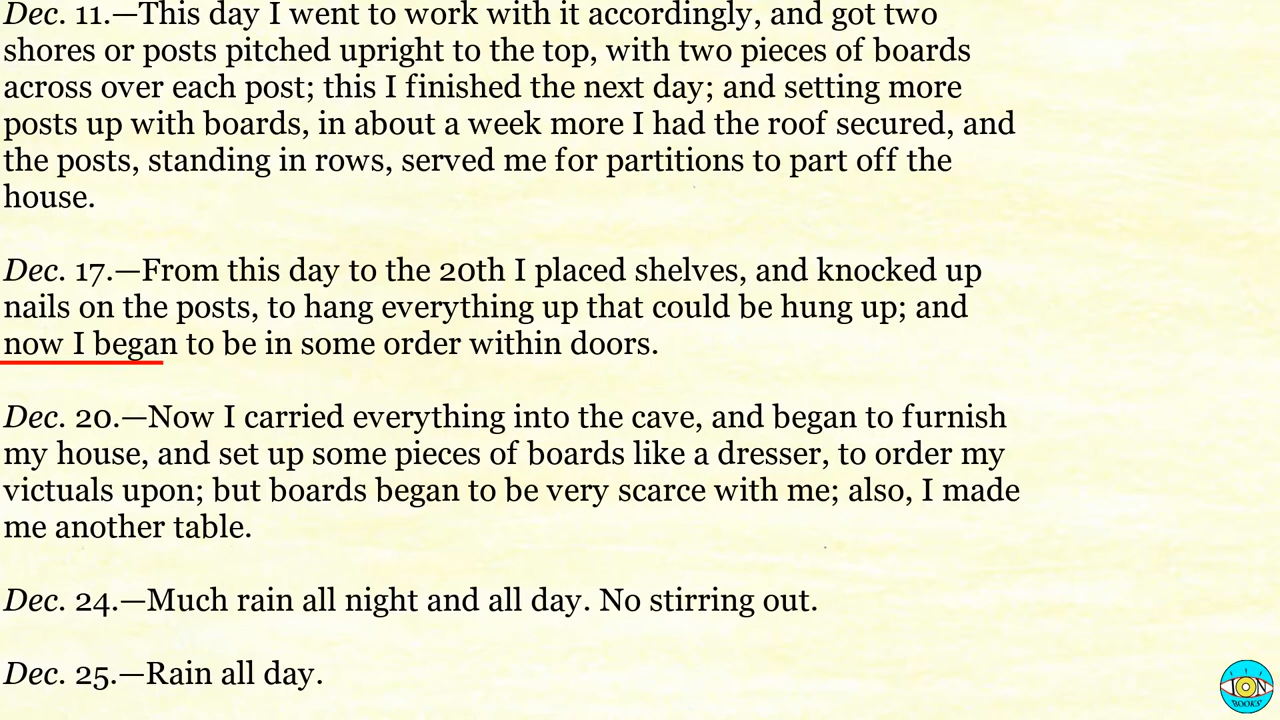 Dec. 11.—This day I went to work with it accordingly, and got two
shores or posts pitched upright to the top, with two pieces of boards
across over each post; this I finished the next day; and setting more
posts up with boards, in about a week more I had the roof secured, and
the posts, standing in rows, served me for partitions to part off the
house.
Dec. 17.—From this day to the 20th I placed shelves, and knocked up
nails on the posts, to hang everything up that could be hung up; and
now I began to be in some order within doors.
Dec. 20.—Now I carried everything into the cave, and began to furnish
my house, and set up some pieces of boards like a dresser, to order my
victuals upon; but boards began to be very scarce with me; also, I made
me another table.
Dec. 24.—Much rain all night and all day. No stirring out.
Dec. 25.—Rain all day.
ION
BOOKS